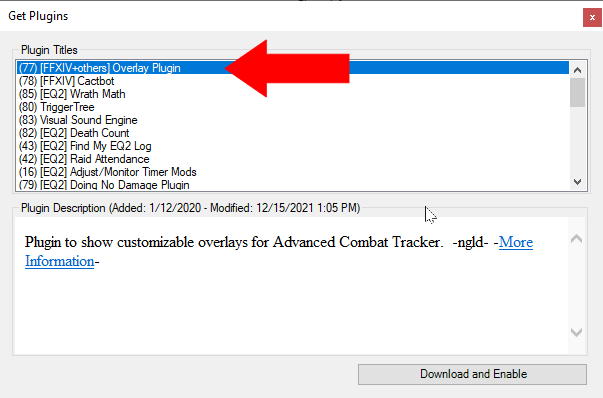 Get Plugins
x
Plugin Titles
(77) [FFXIV+others] Overlay Plugin
(78) [FFXIV] Cactbot
(85) [EQ2] Wrath Math
(80) TriggerTree
(83) Visual Sound Engine
(82) [EQ2] Death Count
(43) [EQ2] Find My EQ2 Log
(42) [EQ2] Raid Attendance
(16) [EQ2] Adjust/Monitor Timer Mods
(79) [EQ2] Doing No Damage Plugin
Plugin Description (Added: 1/12/2020 - Modified: 12/15/2021 1:05 PM)
Plugin to show customizable overlays for Advanced Combat Tracker. -ngld- -More
Information-
Download and Enable